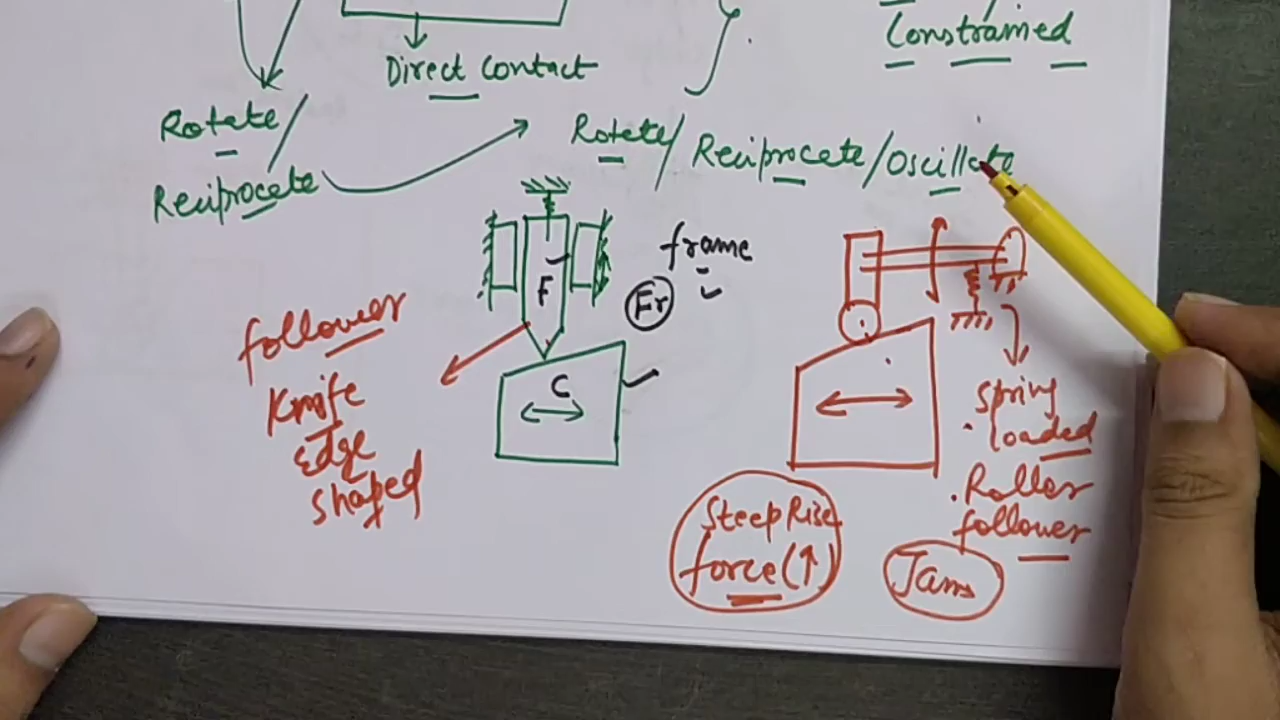 Constrained
Direct contact
Rotate/
Reciprocate
Rotate/Reciprocate/Oscillate
frame
F
Fr
follower
Knife
Edge
shaped
C
Spring
loaded
Roller
follower
Steep Rise
force(↑)
Jams